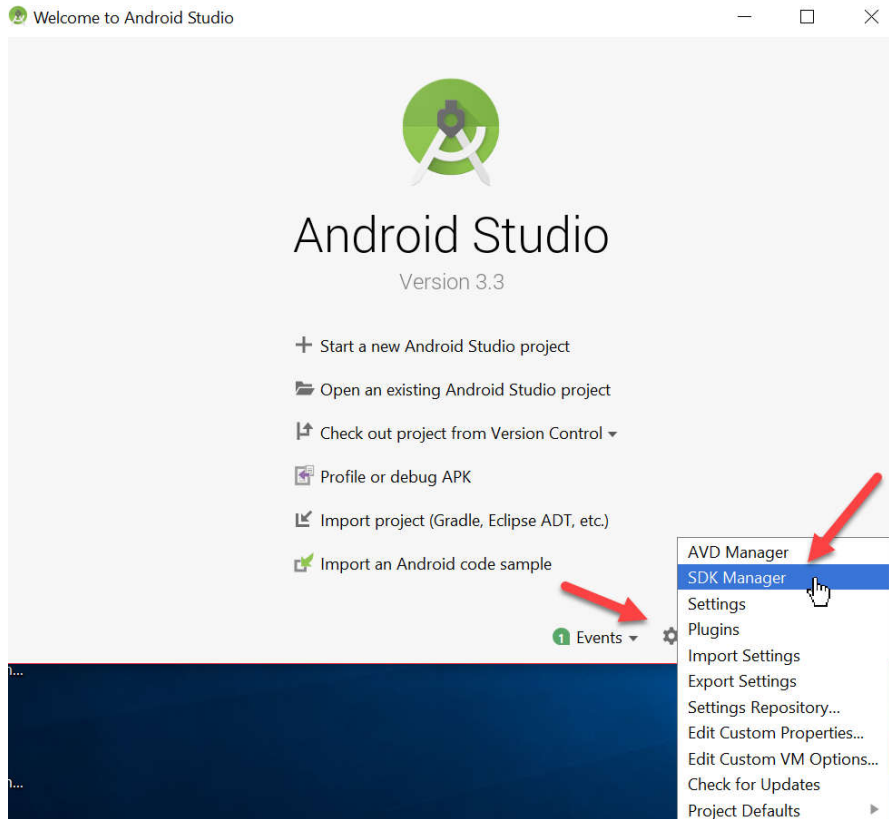 Welcome to Android Studio
Android Studio
Version 3.3
Start a new Android Studio project
Open an existing Android Studio project
Check out project from Version Control
Profile or debug APK
Import project (Gradle, Eclipse ADT, etc.)
Import an Android code sample
1 Events
AVD Manager
SDK Manager
Settings
Plugins
Import Settings
Export Settings
Settings Repository...
Edit Custom Properties...
Edit Custom VM Options...
Check for Updates
Project Defaults